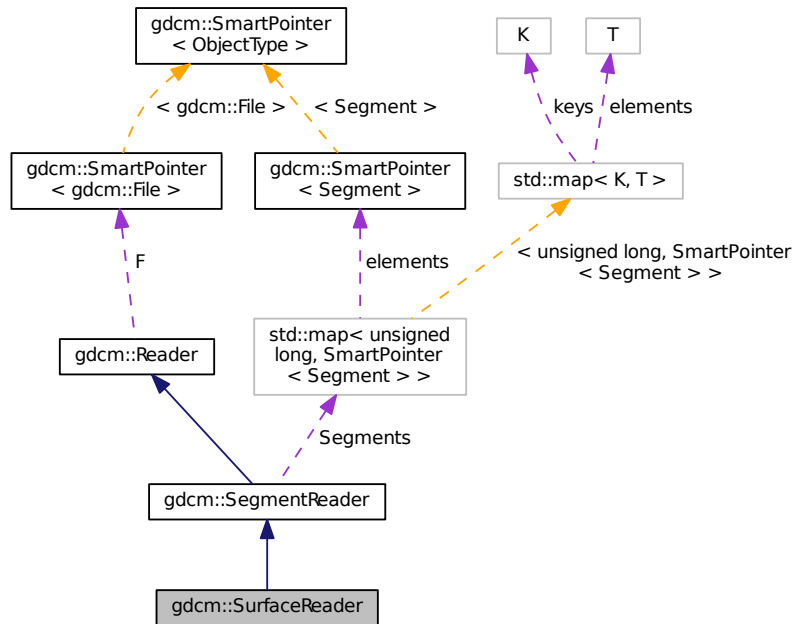 gdcm::SmartPointer
< ObjectType >
K
T
< gdcm::File >
< Segment >
keys
elements
gdcm::SmartPointer
< gdcm::File >
gdcm::SmartPointer
< Segment >
std::map< K, T >
F
elements
< unsigned long, SmartPointer
< Segment > >
gdcm::Reader
std::map< unsigned
long, SmartPointer
< Segment > >
Segments
gdcm::SegmentReader
gdcm::SurfaceReader